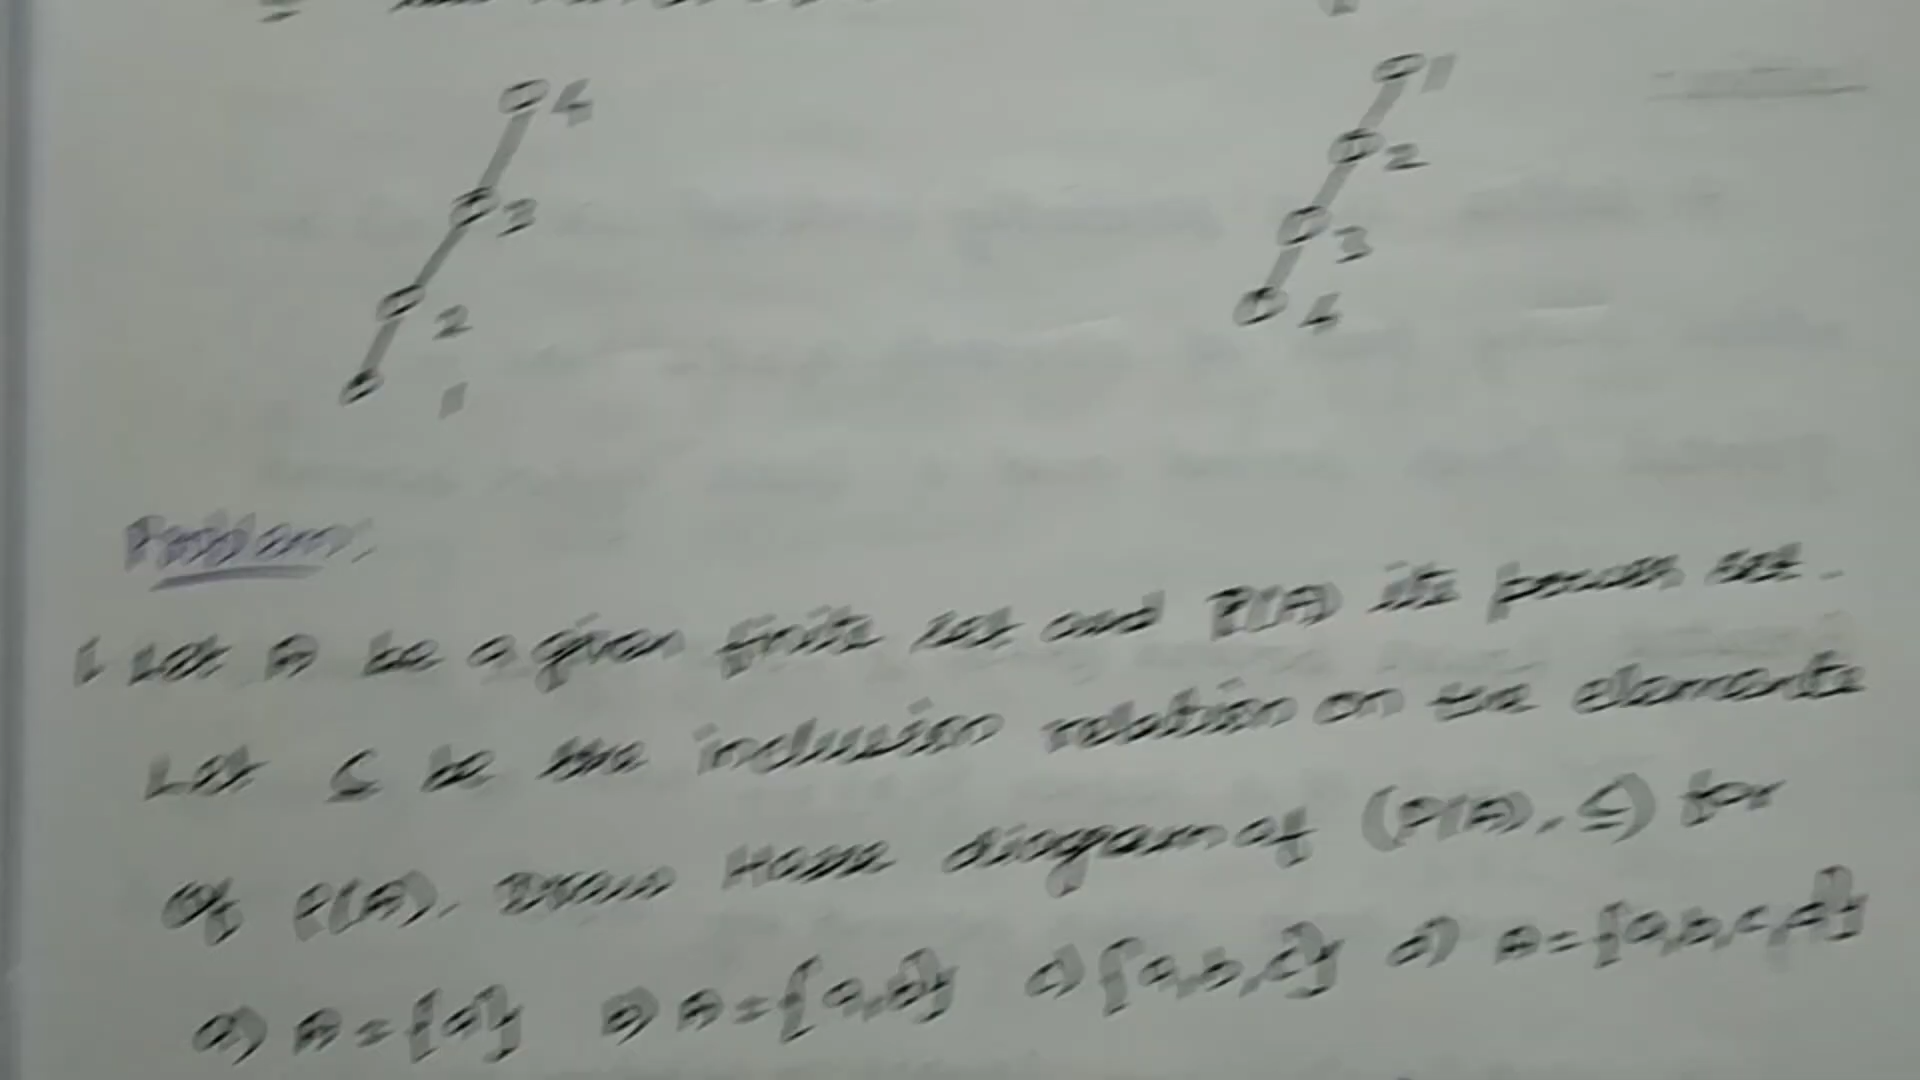 4
3
2
1
1
2
3
4
Problem:
1 Let A be a given finite set and P(A) its power set.
Let ⊆ be the inclusion relation on the elements
Of P(A). Draw Hasse diagram of (P(A), ⊆) for
a) A = {a} b) A = {a,b} c) {a,b,c} d) A = {a,b,c,d}